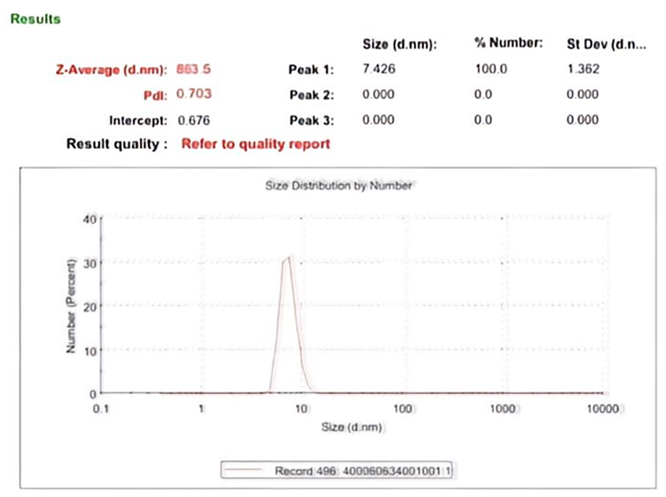 Results
Size (d.nm): % Number: St Dev (d.n...
Z-Average (d.nm): 863.5 Peak 1: 7.426 100.0 1.362
PdI: 0.703 Peak 2: 0.000 0.0 0.000
Intercept: 0.676 Peak 3: 0.000 0.0 0.000
Result quality : Refer to quality report
Size Distribution by Number
Number (Percent)
40
30
20
10
0
0.1 1 10 100 1000 10000
Size (d.nm)
Record 496: 400060634001001 1